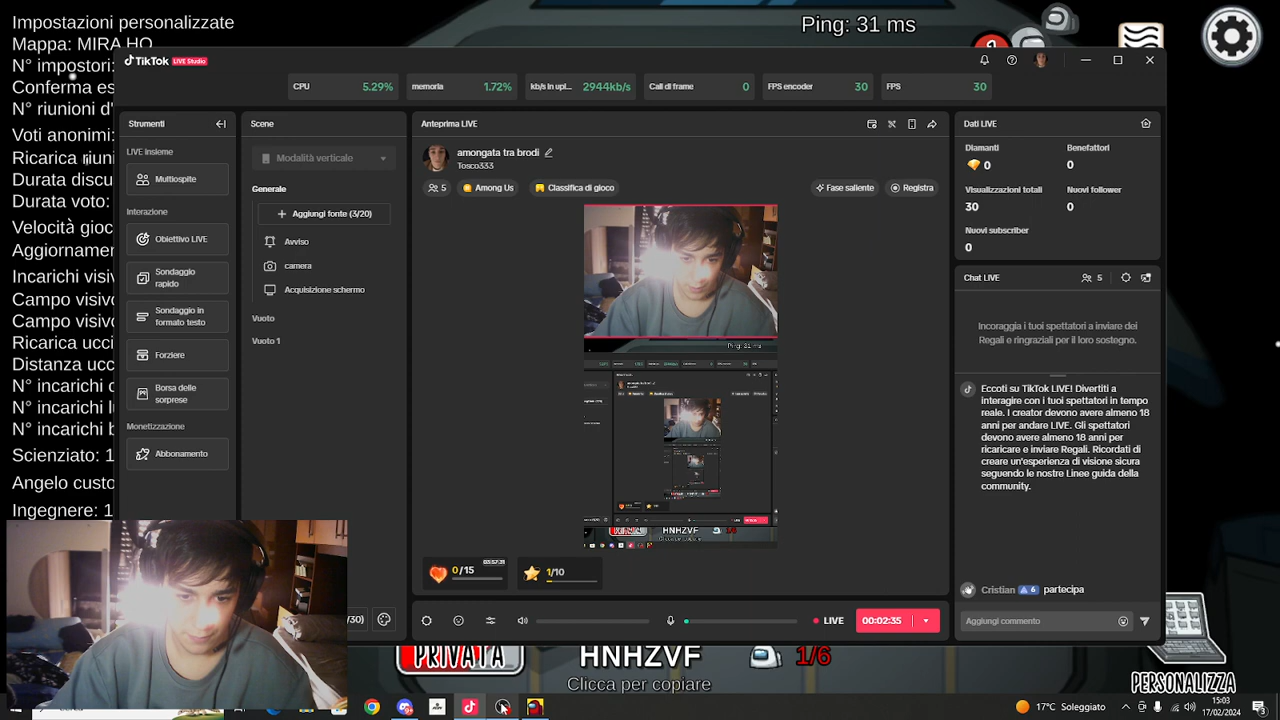 Impostazioni personalizzate
Mappa: MIRA HQ
N° impostori:
Conferma es
N° riunioni d'
Voti anonimi:
Ricarica riuni
Durata discu
Durata voto:
Velocità gioc
Aggiornamen
Incarichi visiv
Campo visivo
Campo visivo
Ricarica ucci
Distanza ucc
N° incarichi c
N° incarichi l
N° incarichi b
Scienziato: 1
Angelo custo
Ingegnere: 1
Ping: 31 ms
TikTok LIVE Studio
CPU 5.29%
memoria 1.72%
kb/s in upl... 2944kb/s
Cali di frame 0
FPS encoder 30
FPS 30
Strumenti
LIVE insieme
Multiospite
Interazione
Obiettivo LIVE
Sondaggio
rapido
Sondaggio in
formato testo
Forziere
Borsa delle
sorprese
Monetizzazione
Abbonamento
Scene
Modalità verticale
Generale
+ Aggiungi fonte (3/20)
Avviso
camera
Acquisizione schermo
Vuoto
Vuoto 1
/30)
Anteprima LIVE
amongata tra brodi
Tosco333
5
Among Us
Classifica di gioco
Fase saliente
Registra
Ping: 31 ms
HNHZVF
03:57:31
0/15
1/10
LIVE
00:02:35
Dati LIVE
Diamanti
0
Benefattori
0
Visualizzazioni totali
30
Nuovi follower
0
Nuovi subscriber
0
Chat LIVE
5
Incoraggia i tuoi spettatori a inviare dei
Regali e ringraziali per il loro sostegno.
Eccoti su TikTok LIVE! Divertiti a
interagire con i tuoi spettatori in tempo
reale. I creator devono avere almeno 18
anni per andare LIVE. Gli spettatori
devono avere almeno 18 anni per
ricaricare e inviare Regali. Ricordati di
creare un'esperienza di visione sicura
seguendo le nostre Linee guida della
community.
Cristian 6 partecipa
Aggiungi commento
PRIVATA
HNHZVF
1/6
Clicca per copiare
PERSONALIZZA
17°C Soleggiato
15:03
17/02/2024
3